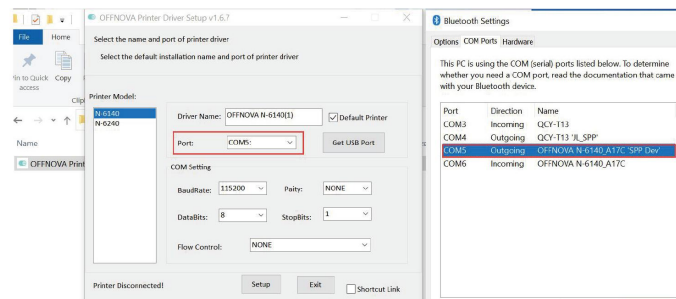 File
Home
Pin to Quick access
Copy
Clip
Name
OFFNOVA Print
OFFNOVA Printer Driver Setup v1.6.7
Select the name and port of printer driver
Select the default installation name and port of printer driver
Printer Model:
N-6140
N-6240
Driver Name: OFFNOVA N-6140(1) Default Printer
Port: COM5: Get USB Port
COM Setting
BaudRate: 115200 Paity: NONE
DataBits: 8 StopBits: 1
Flow Control: NONE
Printer Disconnected! Setup Exit Shortcut Link
Bluetooth Settings
Options COM Ports Hardware
This PC is using the COM (serial) ports listed below. To determine
whether you need a COM port, read the documentation that came
with your Bluetooth device.
Port Direction Name
COM3 Incoming QCY-T13
COM4 Outgoing QCY-T13 'JL_SPP'
COM5 Outgoing OFFNOVA N-6140_A17C 'SPP Dev'
COM6 Incoming OFFNOVA N-6140_A17C